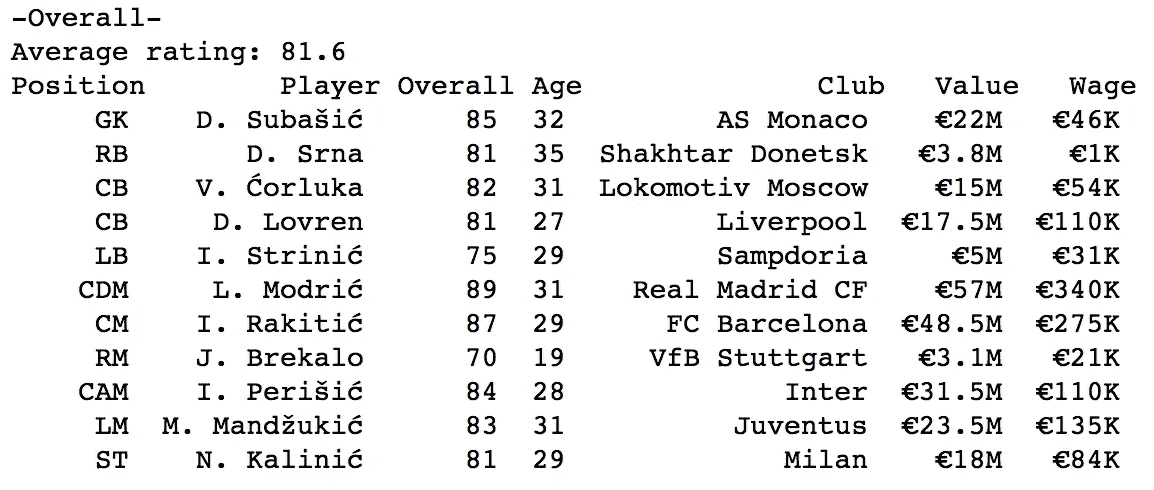 -Overall-
Average rating: 81.6
Position Player Overall Age Club Value Wage
GK D. Subašić 85 32 AS Monaco €22M €46K
RB D. Srna 81 35 Shakhtar Donetsk €3.8M €1K
CB V. Ćorluka 82 31 Lokomotiv Moscow €15M €54K
CB D. Lovren 81 27 Liverpool €17.5M €110K
LB I. Strinić 75 29 Sampdoria €5M €31K
CDM L. Modrić 89 31 Real Madrid CF €57M €340K
CM I. Rakitić 87 29 FC Barcelona €48.5M €275K
RM J. Brekalo 70 19 VfB Stuttgart €3.1M €21K
CAM I. Perišić 84 28 Inter €31.5M €110K
LM M. Mandžukić 83 31 Juventus €23.5M €135K
ST N. Kalinić 81 29 Milan €18M €84K